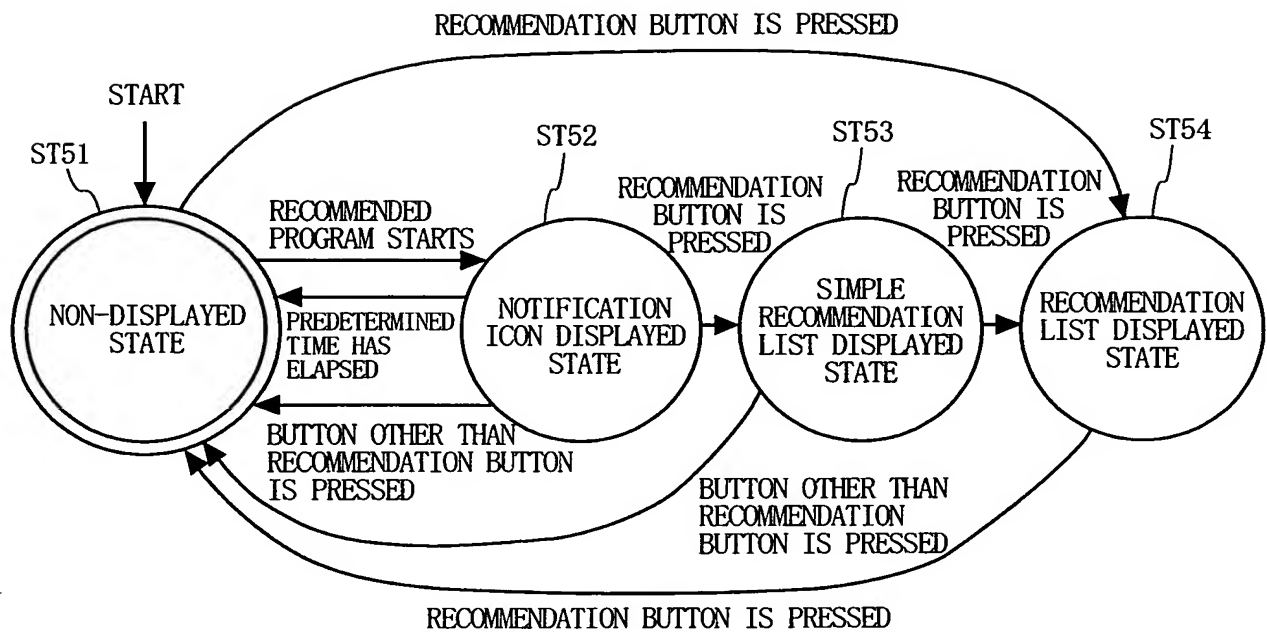 RECOMMENDATION BUTTON IS PRESSED
START
ST51
ST52
ST53
ST54
RECOMMENDED
PROGRAM STARTS
RECOMMENDATION
BUTTON IS
PRESSED
RECOMMENDATION
BUTTON IS
PRESSED
NON-DISPLAYED
STATE
PREDETERMINED
TIME HAS
ELAPSED
NOTIFICATION
ICON DISPLAYED
STATE
SIMPLE
RECOMMENDATION
LIST DISPLAYED
STATE
RECOMMENDATION
LIST DISPLAYED
STATE
BUTTON OTHER THAN
RECOMMENDATION BUTTON
IS PRESSED
BUTTON OTHER THAN
RECOMMENDATION
BUTTON IS PRESSED
RECOMMENDATION BUTTON IS PRESSED